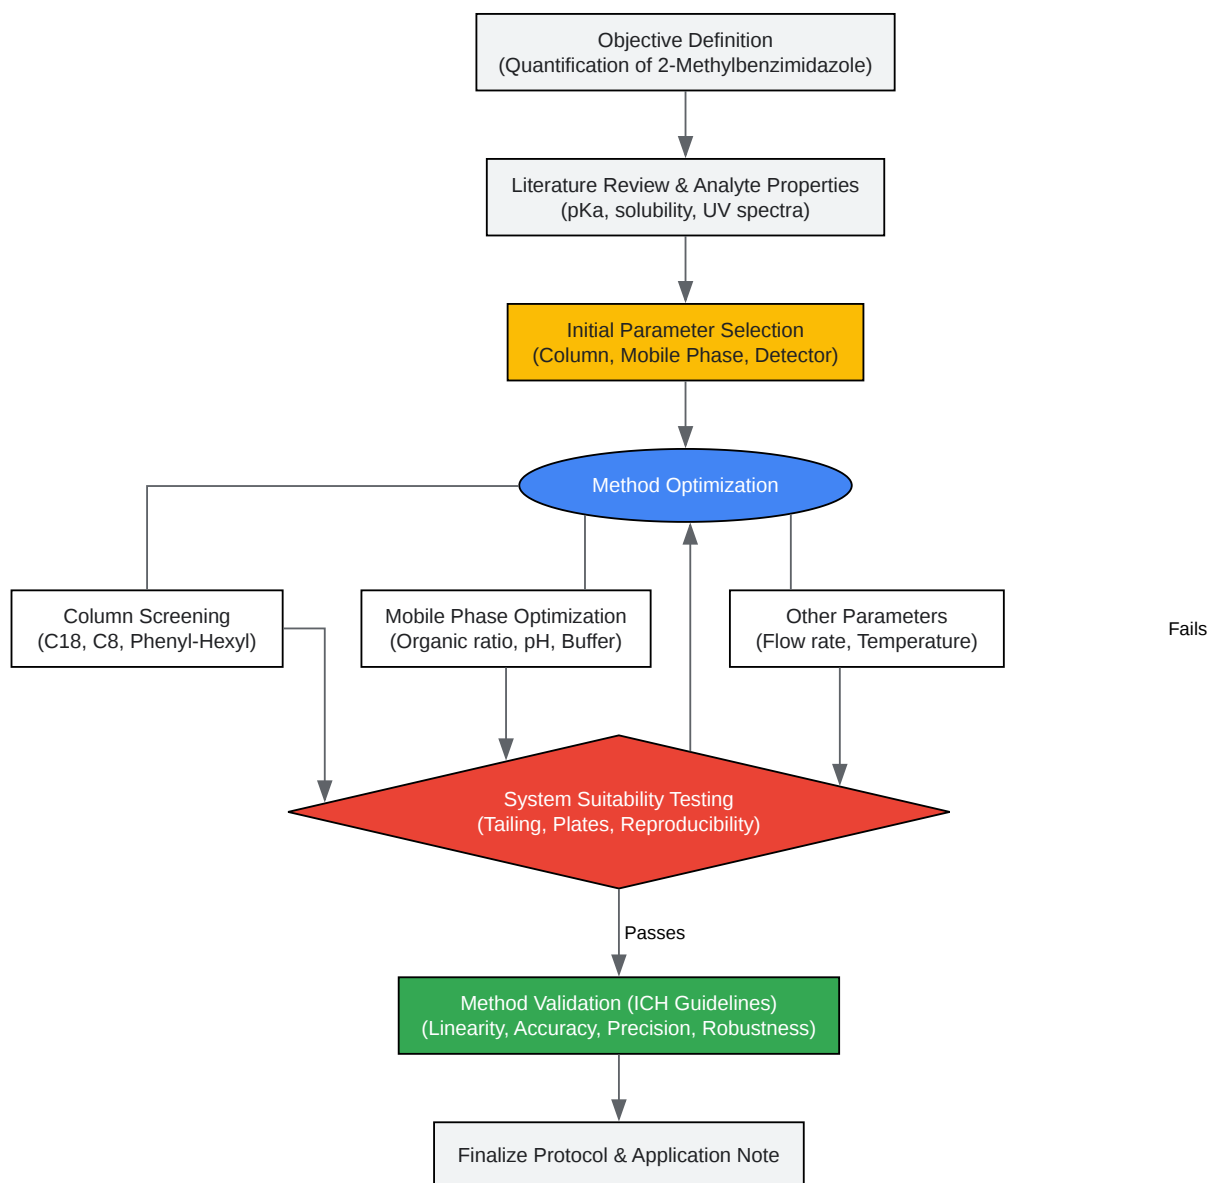 Objective Definition
(Quantification of 2-Methylbenzimidazole)
Literature Review & Analyte Properties
(pKa, solubility, UV spectra)
Initial Parameter Selection
(Column, Mobile Phase, Detector)
Method Optimization
Column Screening
(C18, C8, Phenyl-Hexyl)
Mobile Phase Optimization
(Organic ratio, pH, Buffer)
Other Parameters
(Flow rate, Temperature)
Fails
System Suitability Testing
(Tailing, Plates, Reproducibility)
Passes
Method Validation (ICH Guidelines)
(Linearity, Accuracy, Precision, Robustness)
Finalize Protocol & Application Note